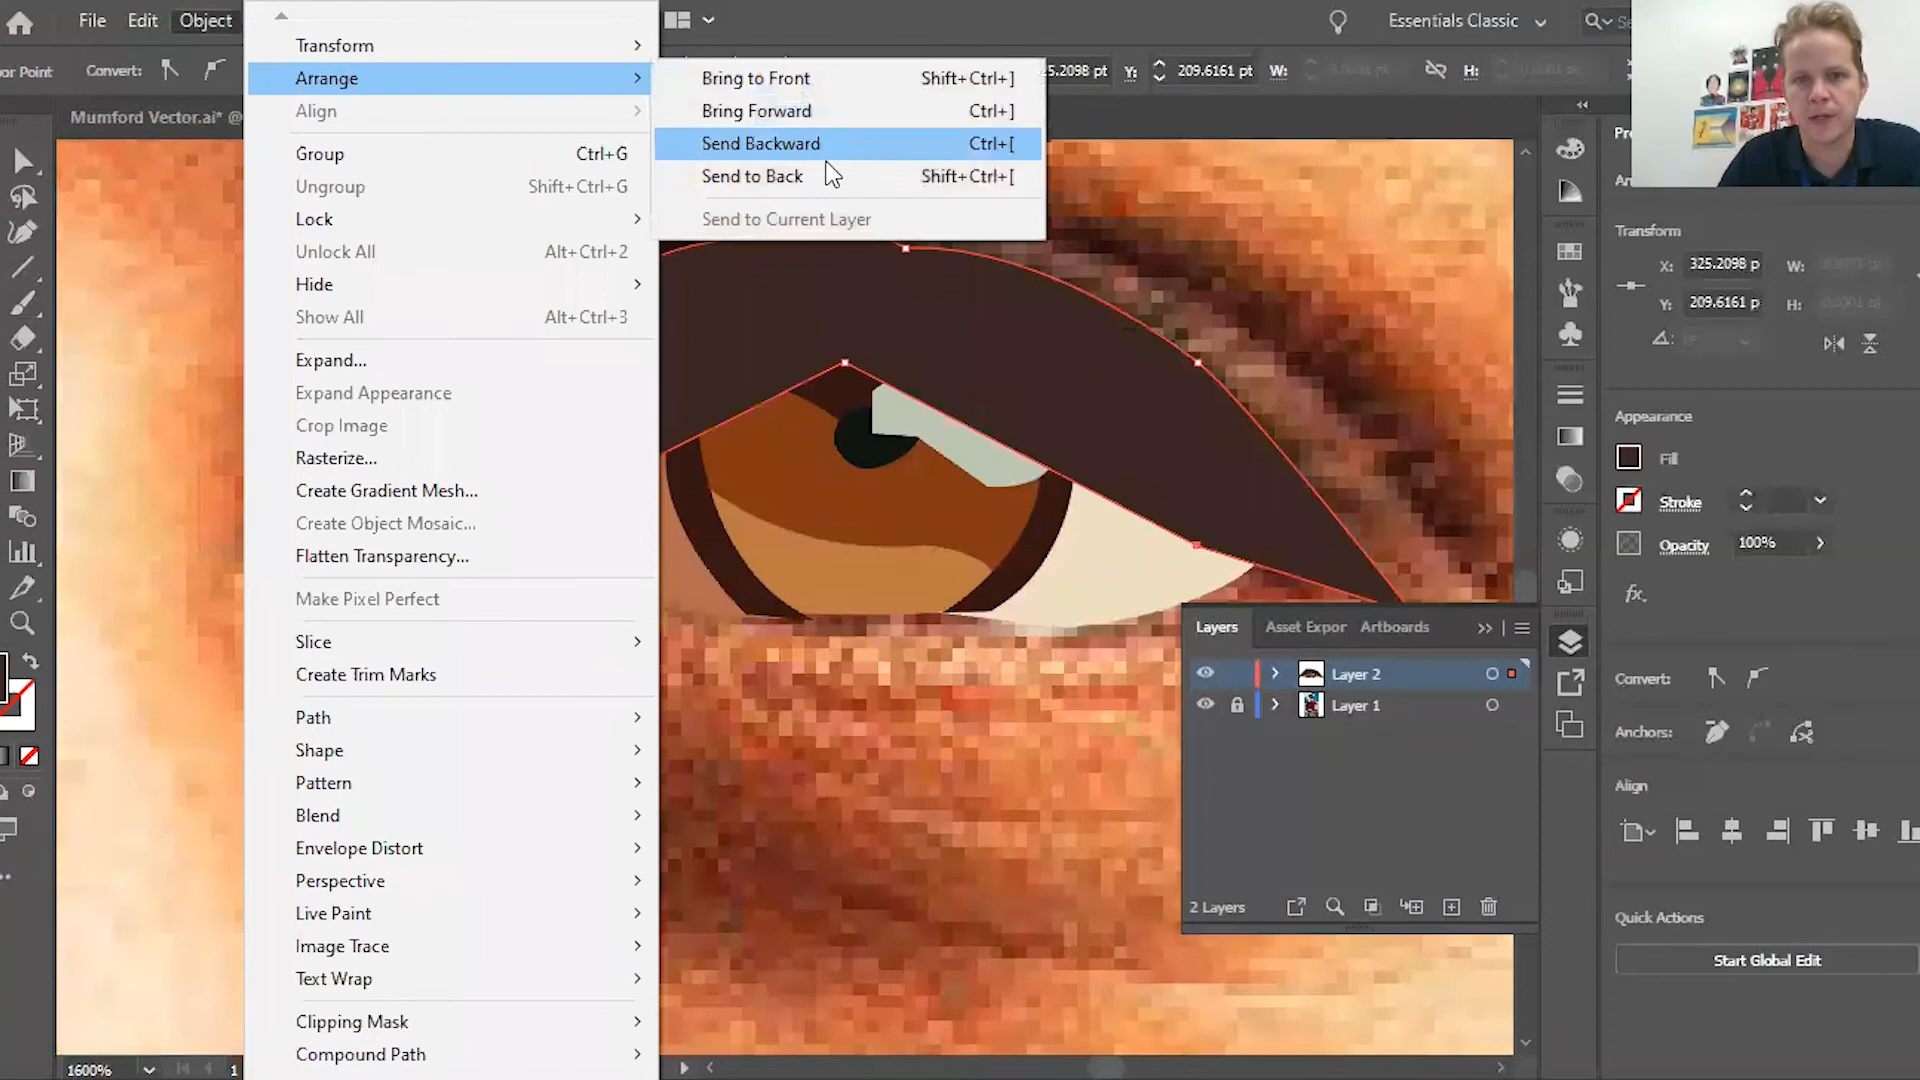 File Edit Object
Essentials Classic
or Point Convert:
25.2098 pt Y: 209.6161 pt W: H:
Mumford Vector.ai* @
Transform
Arrange
Align
Group Ctrl+G
Ungroup Shift+Ctrl+G
Lock
Unlock All Alt+Ctrl+2
Hide
Show All Alt+Ctrl+3
Expand...
Expand Appearance
Crop Image
Rasterize...
Create Gradient Mesh...
Create Object Mosaic...
Flatten Transparency...
Make Pixel Perfect
Slice
Create Trim Marks
Path
Shape
Pattern
Blend
Envelope Distort
Perspective
Live Paint
Image Trace
Text Wrap
Clipping Mask
Compound Path
Bring to Front Shift+Ctrl+]
Bring Forward Ctrl+]
Send Backward Ctrl+[
Send to Back Shift+Ctrl+[
Send to Current Layer
Layers Asset Expor Artboards
Layer 2
Layer 1
2 Layers
Transform
X: 325.2098 p W:
Y: 209.6161 p H:
Appearance
Fill
Stroke
Opacity 100%
fx
Convert:
Anchors:
Align
Quick Actions
Start Global Edit
1600% 1